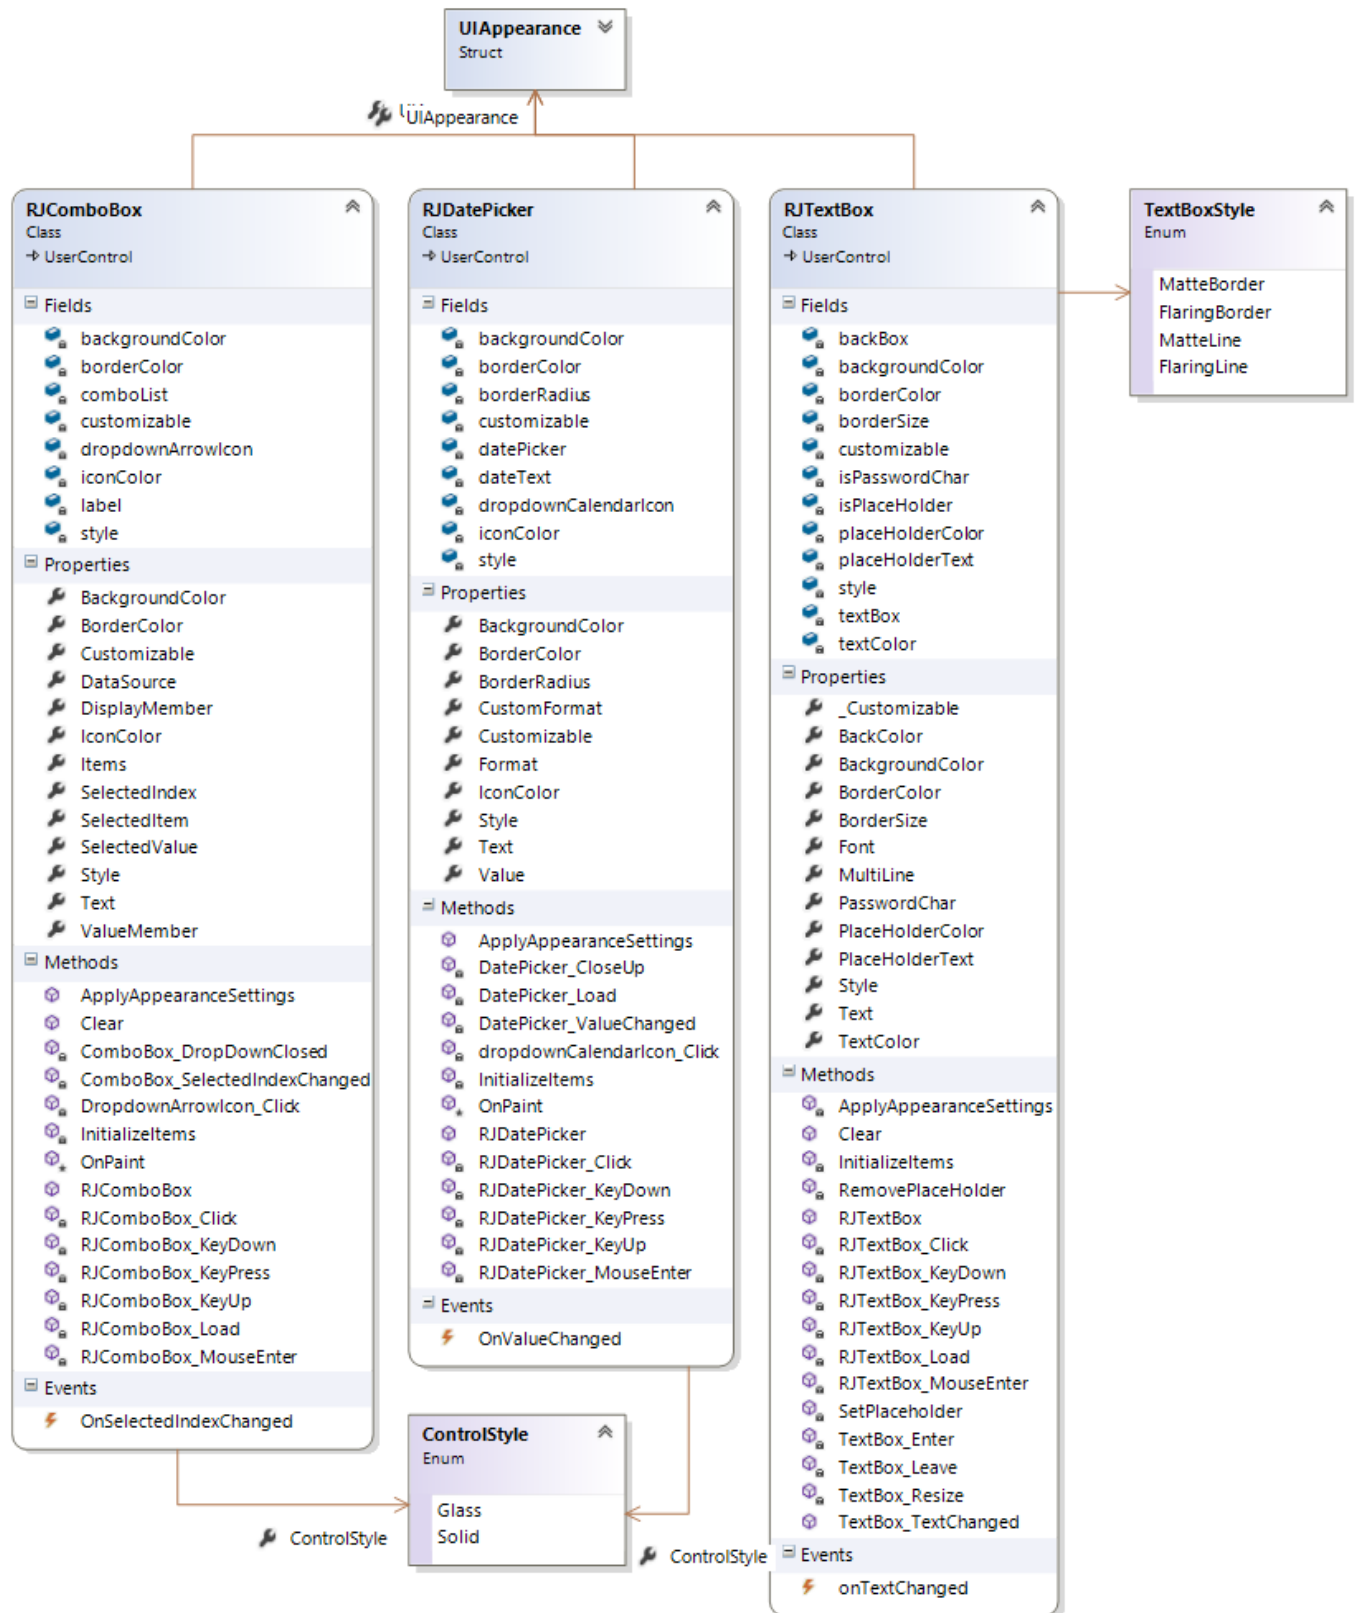 UIAppearance
Struct
UIAppearance
RJComboBox
Class
UserControl
Fields
backgroundColor
borderColor
comboList
customizable
dropdownArrowIcon
iconColor
label
style
Properties
BackgroundColor
BorderColor
Customizable
DataSource
DisplayMember
IconColor
Items
SelectedIndex
SelectedItem
SelectedValue
Style
Text
ValueMember
Methods
ApplyAppearanceSettings
Clear
ComboBox_DropDownClosed
ComboBox_SelectedIndexChanged
DropdownArrowIcon_Click
InitializeItems
OnPaint
RJComboBox
RJComboBox_Click
RJComboBox_KeyDown
RJComboBox_KeyPress
RJComboBox_KeyUp
RJComboBox_Load
RJComboBox_MouseEnter
Events
OnSelectedIndexChanged
RJDatePicker
Class
UserControl
Fields
backgroundColor
borderColor
borderRadius
customizable
datePicker
dateText
dropdownCalendarIcon
iconColor
style
Properties
BackgroundColor
BorderColor
BorderRadius
CustomFormat
Customizable
Format
IconColor
Style
Text
Value
Methods
ApplyAppearanceSettings
DatePicker_CloseUp
DatePicker_Load
DatePicker_ValueChanged
dropdownCalendarIcon_Click
InitializeItems
OnPaint
RJDatePicker
RJDatePicker_Click
RJDatePicker_KeyDown
RJDatePicker_KeyPress
RJDatePicker_KeyUp
RJDatePicker_MouseEnter
Events
OnValueChanged
RJTextBox
Class
UserControl
Fields
backBox
backgroundColor
borderColor
borderSize
customizable
isPasswordChar
isPlaceHolder
placeHolderColor
placeHolderText
style
textBox
textColor
Properties
_Customizable
BackColor
BackgroundColor
BorderColor
BorderSize
Font
MultiLine
PasswordChar
PlaceHolderColor
PlaceHolderText
Style
Text
TextColor
Methods
ApplyAppearanceSettings
Clear
InitializeItems
RemovePlaceHolder
RJTextBox
RJTextBox_Click
RJTextBox_KeyDown
RJTextBox_KeyPress
RJTextBox_KeyUp
RJTextBox_Load
RJTextBox_MouseEnter
SetPlaceholder
TextBox_Enter
TextBox_Leave
TextBox_Resize
TextBox_TextChanged
Events
onTextChanged
TextBoxStyle
Enum
MatteBorder
FlaringBorder
MatteLine
FlaringLine
ControlStyle
Enum
Glass
Solid
ControlStyle
ControlStyle